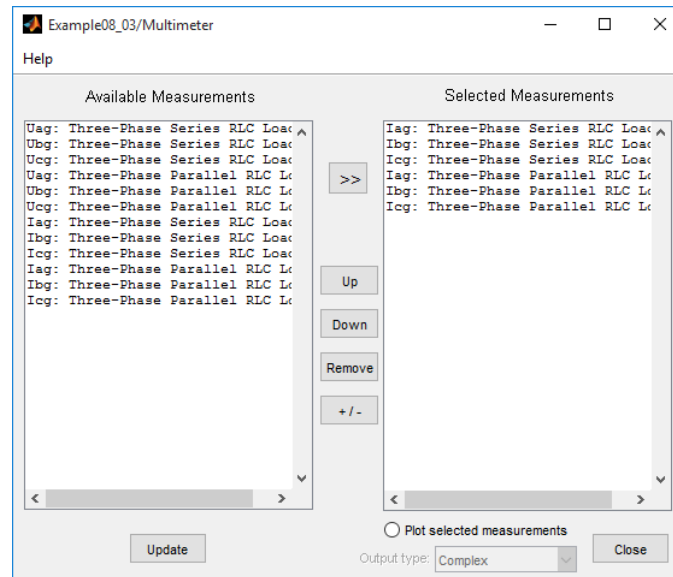 Example08_03/Multimeter
Help
Available Measurements
Uag: Three-Phase Series RLC Load
Ubg: Three-Phase Series RLC Load
Ucg: Three-Phase Series RLC Load
Uag: Three-Phase Parallel RLC Lo
Ubg: Three-Phase Parallel RLC Lo
Ucg: Three-Phase Parallel RLC Lo
Iag: Three-Phase Series RLC Load
Ibg: Three-Phase Series RLC Load
Icg: Three-Phase Series RLC Load
Iag: Three-Phase Parallel RLC Lo
Ibg: Three-Phase Parallel RLC Lo
Icg: Three-Phase Parallel RLC Lo
Update
>>
Up
Down
Remove
+ / -
Selected Measurements
Iag: Three-Phase Series RLC Load
Ibg: Three-Phase Series RLC Load
Icg: Three-Phase Series RLC Load
Iag: Three-Phase Parallel RLC Lo
Ibg: Three-Phase Parallel RLC Lo
Icg: Three-Phase Parallel RLC Lo
Plot selected measurements
Output type: Complex
Close